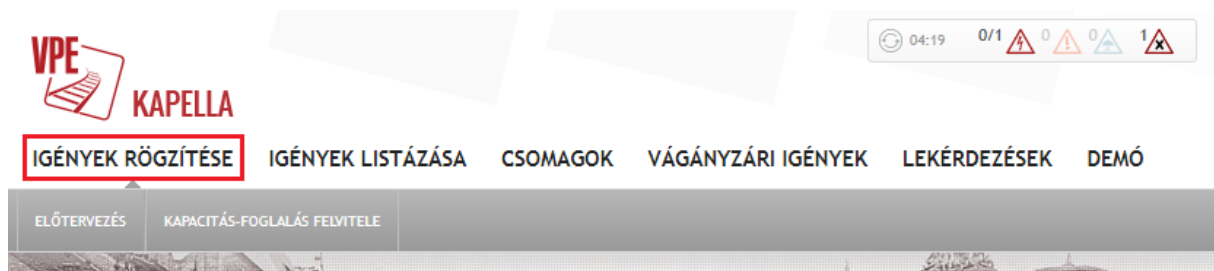 04:19 0/1 0 0 1
VPE
KAPELLA
IGÉNYEK RÖGZÍTÉSE IGÉNYEK LISTÁZÁSA CSOMAGOK VÁGÁNYZÁRI IGÉNYEK LEKÉRDEZÉSEK DEMÓ
ELŐTERVEZÉS KAPACITÁS-FOGLALÁS FELVITELE